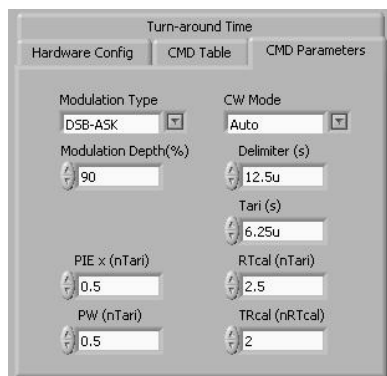 Turn-around Time
Hardware Config CMD Table CMD Parameters
Modulation Type CW Mode
DSB-ASK Auto
Modulation Depth(%) Delimiter (s)
90 12.5u
Tari (s)
6.25u
PIE x (nTari) RTcal (nTari)
0.5 2.5
PW (nTari) TRcal (nRTcal)
0.5 2